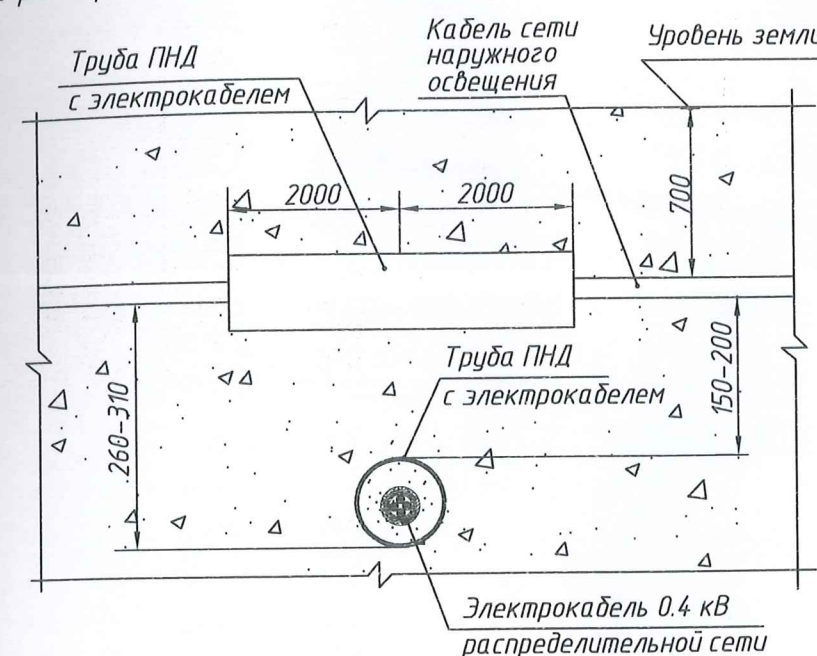 Труба ПНД
с электрокабелем
Кабель сети
наружного
освещения
Уровень земли
2000
2000
700
260-310
150-200
Труба ПНД
с электрокабелем
Электрокабель 0.4 кВ
распределительной сети